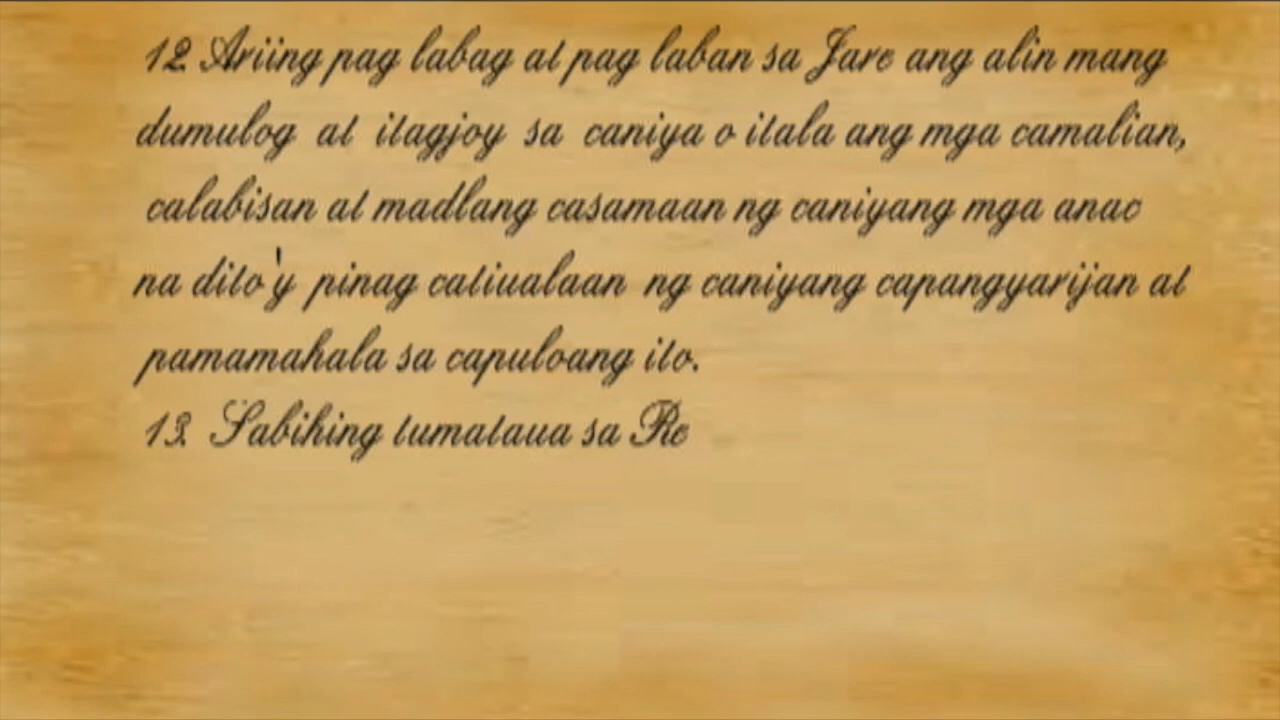 12. Ariing pag labag at pag laban sa Jare ang alin mang
dumulog at itagjoy sa caniya o itala ang mga camalian,
calabisan at madlang casamaan ng caniyang mga anac
na dito'y pinag catiualaan ng caniyang capangyarijan at
pamamahala sa capuloang ito.
13. Sabihing tumataua sa Re